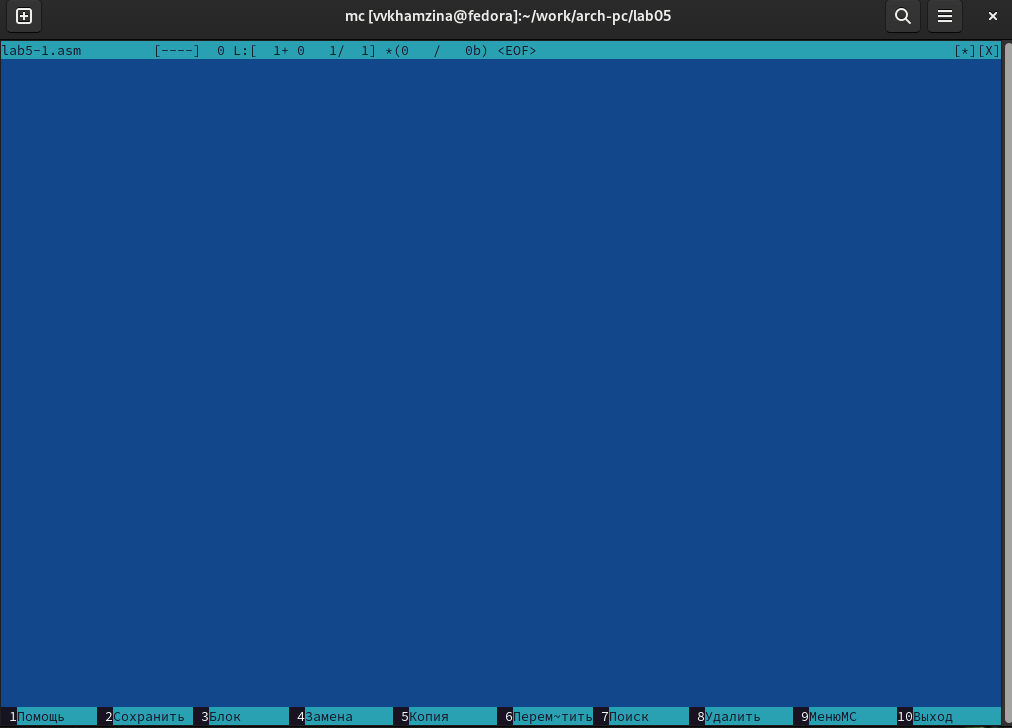 mc [vvkhamzina@fedora]:~/work/arch-pc/lab05
lab5-1.asm [----] 0 L:[ 1+ 0 1/ 1] *(0 / 0b) <EOF> [*][X]
1Помощь 2Сохранить 3Блок 4Замена 5Копия 6Перем~тить 7Поиск 8Удалить 9МенюMC 10Выход